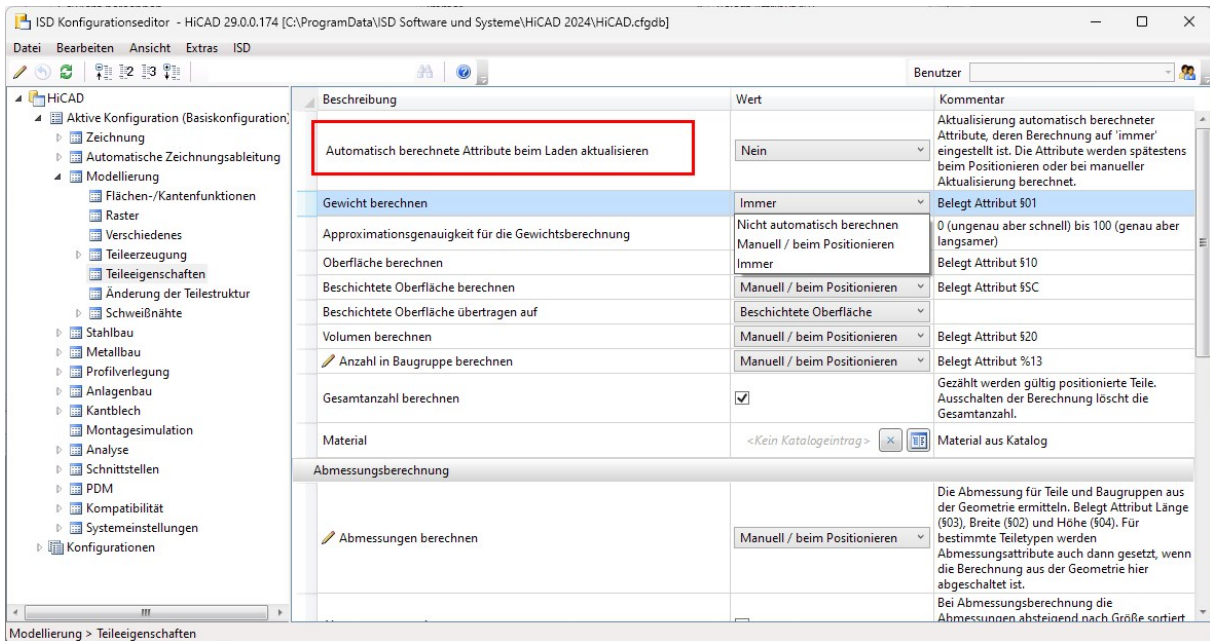 ISD Konfigurationseditor - HiCAD 29.0.0.174 [C:\ProgramData\ISD Software und Systeme\HiCAD 2024\HiCAD.cfgdb]
Datei Bearbeiten Ansicht Extras ISD
Benutzer
HiCAD
Aktive Konfiguration (Basiskonfiguration)
Zeichnung
Automatische Zeichnungsableitung
Modellierung
Flächen-/Kantenfunktionen
Raster
Verschiedenes
Teileerzeugung
Teileeigenschaften
Änderung der Teilestruktur
Schweißnähte
Stahlbau
Metallbau
Profilverlegung
Anlagenbau
Kantblech
Montagesimulation
Analyse
Schnittstellen
PDM
Kompatibilität
Systemeinstellungen
Konfigurationen
Beschreibung Wert Kommentar
Automatisch berechnete Attribute beim Laden aktualisieren Nein
Aktualisierung automatisch berechneter
Attribute, deren Berechnung auf 'immer'
eingestellt ist. Die Attribute werden spätestens
beim Positionieren oder bei manueller
Aktualisierung berechnet.
Gewicht berechnen Immer Belegt Attribut §01
Nicht automatisch berechnen
Manuell / beim Positionieren
Immer
Approximationsgenauigkeit für die Gewichtsberechnung
0 (ungenau aber schnell) bis 100 (genau aber
langsamer)
Oberfläche berechnen Belegt Attribut §10
Beschichtete Oberfläche berechnen Manuell / beim Positionieren Belegt Attribut §SC
Beschichtete Oberfläche übertragen auf Beschichtete Oberfläche
Volumen berechnen Manuell / beim Positionieren Belegt Attribut §20
Anzahl in Baugruppe berechnen Manuell / beim Positionieren Belegt Attribut %13
Gesamtanzahl berechnen
Gezählt werden gültig positionierte Teile.
Ausschalten der Berechnung löscht die
Gesamtanzahl.
Material <Kein Katalogeintrag> Material aus Katalog
Abmessungsberechnung
Abmessungen berechnen Manuell / beim Positionieren
Die Abmessung für Teile und Baugruppen aus
der Geometrie ermitteln. Belegt Attribut Länge
(§03), Breite (§02) und Höhe (§04). Für
bestimmte Teiletypen werden
Abmessungsattribute auch dann gesetzt, wenn
die Berechnung aus der Geometrie hier
abgeschaltet ist.
Bei Abmessungsberechnung die
Abmessungen absteigend nach Größe sortiert
Modellierung > Teileeigenschaften